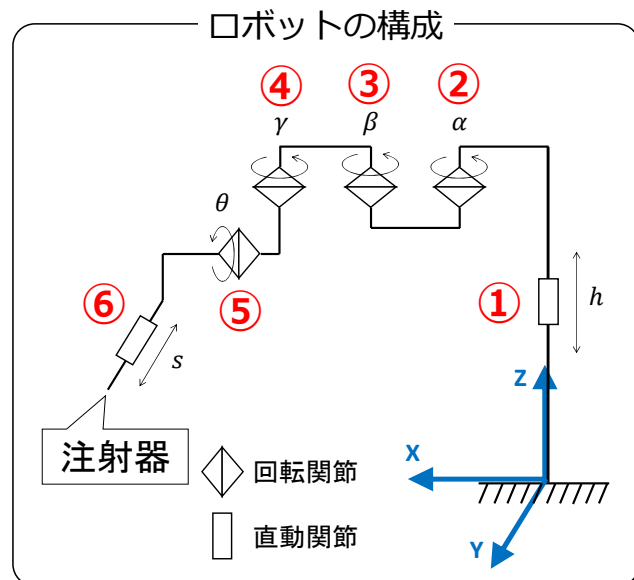 ロボットの構成
④ ③ ②
γ β α
θ
⑤
⑥
①
h
s
Z
注射器
X
回転関節
直動関節
Y